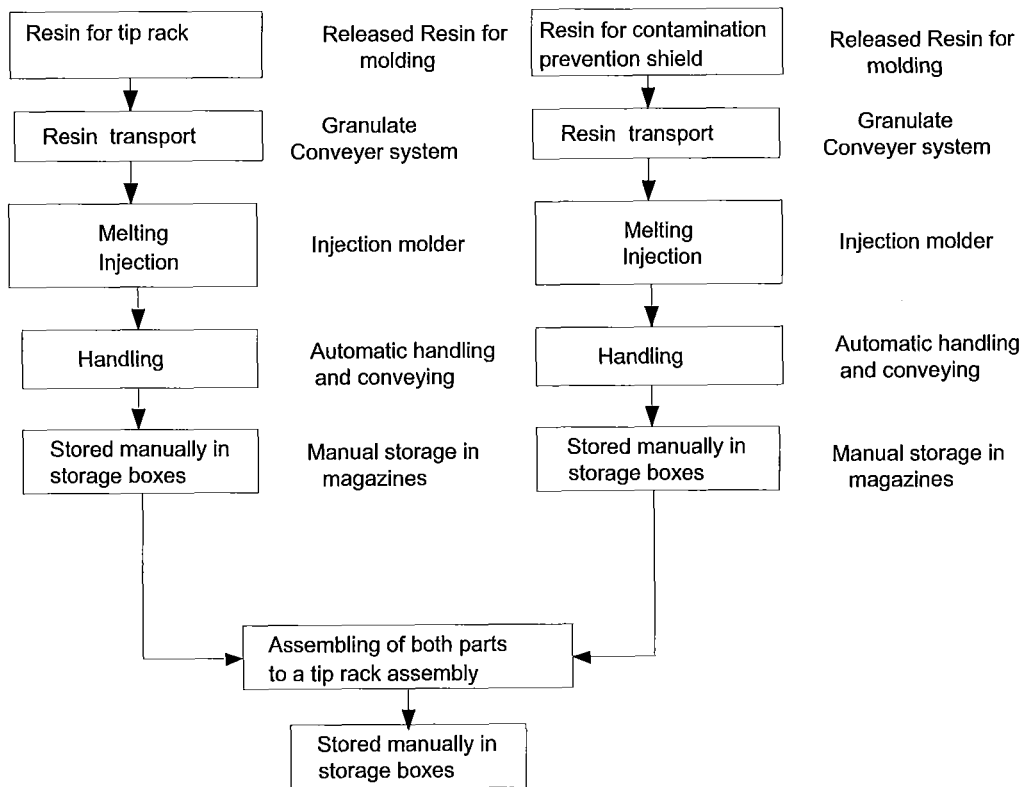 Resin for tip rack
Released Resin for
molding
Resin transport
Granulate
Conveyer system
Melting
Injection
Injection molder
Handling
Automatic handling
and conveying
Stored manually in
storage boxes
Manual storage in
magazines
Resin for contamination
prevention shield
Released Resin for
molding
Resin transport
Granulate
Conveyer system
Melting
Injection
Injection molder
Handling
Automatic handling
and conveying
Stored manually in
storage boxes
Manual storage in
magazines
Assembling of both parts
to a tip rack assembly
Stored manually in
storage boxes